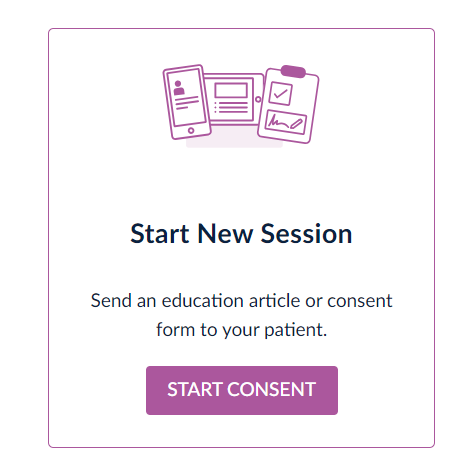 Start New Session
Send an education article or consent
form to your patient.
START CONSENT